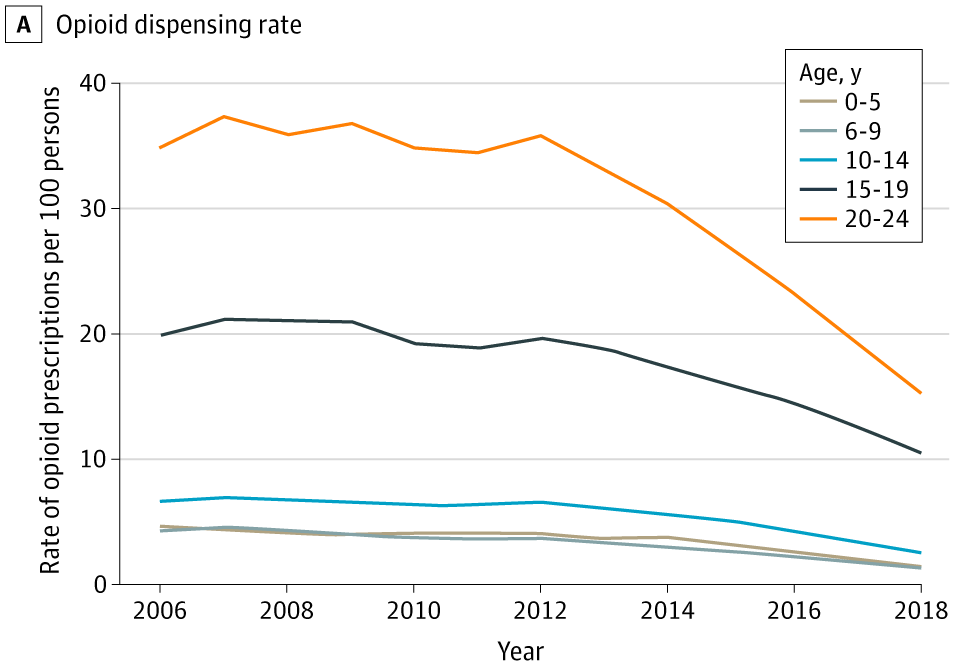 A Opioid dispensing rate
Rate of opioid prescriptions per 100 persons
40
30
20
10
0
Age, y
0-5
6-9
10-14
15-19
20-24
2006 2008 2010 2012 2014 2016 2018
Year